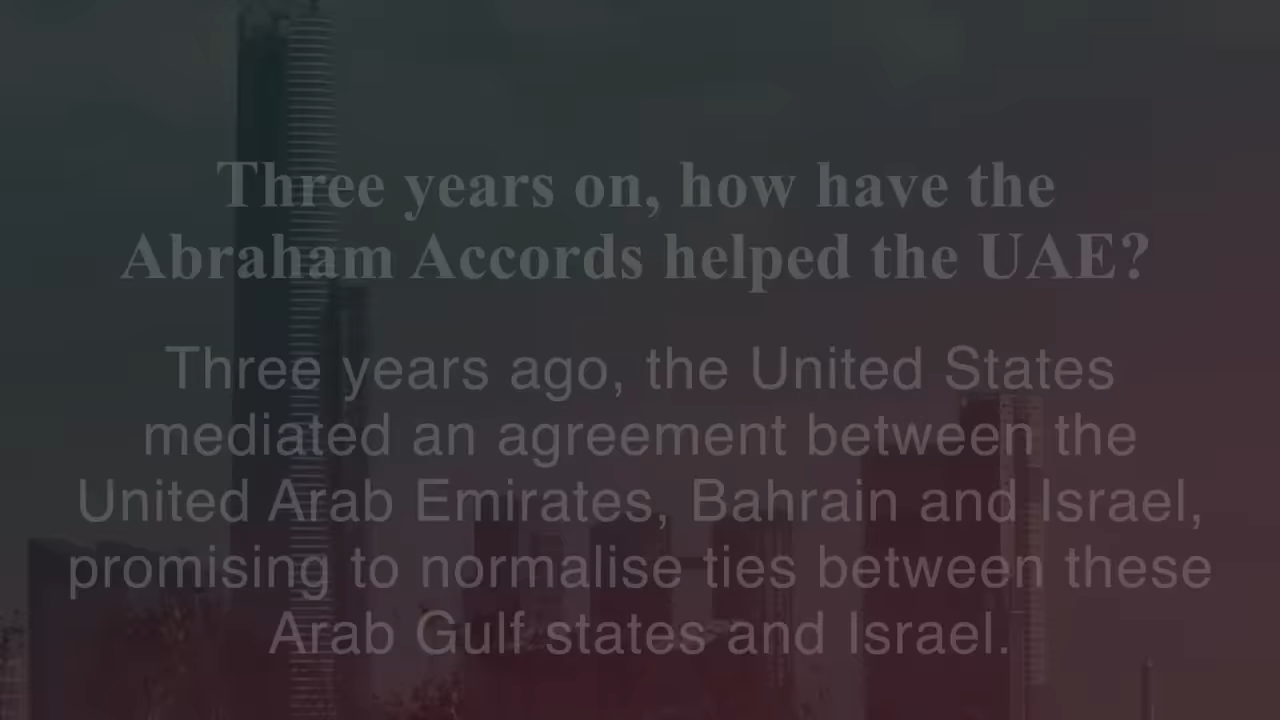 Three years on, how have the
Abraham Accords helped the UAE?
Three years ago, the United States
mediated an agreement between the
United Arab Emirates, Bahrain and Israel,
promising to normalise ties between these
Arab Gulf states and Israel.